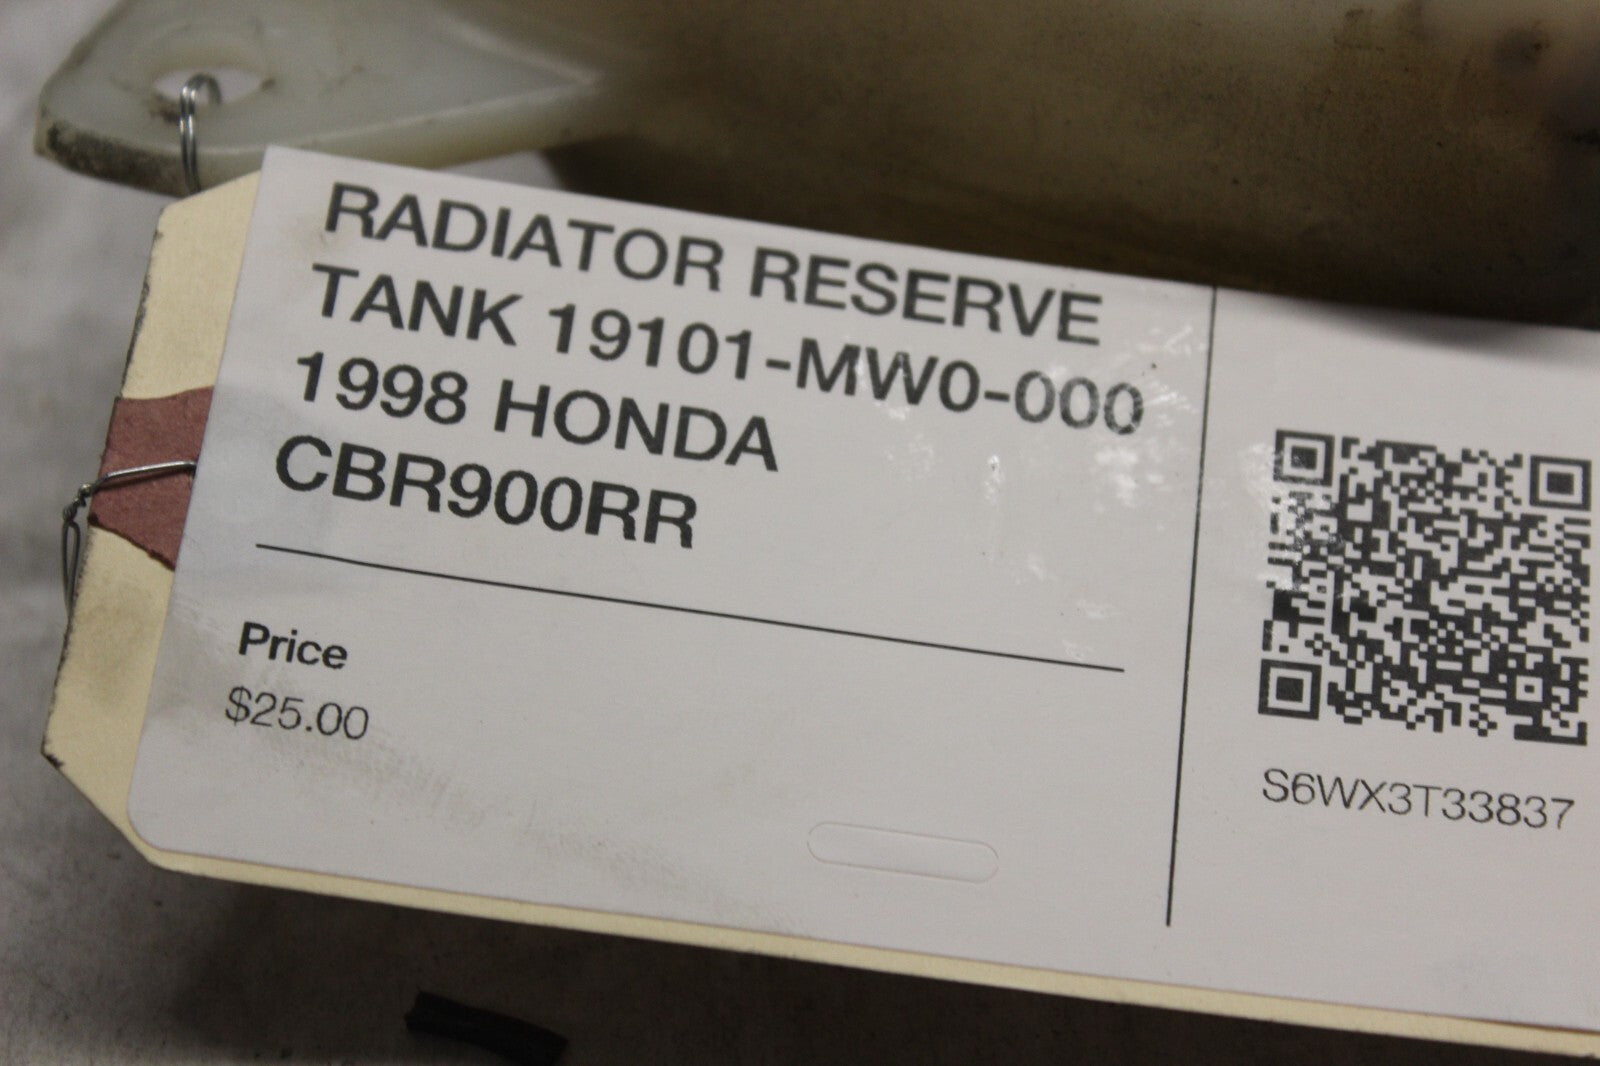 RADIATOR RESERVE
TANK 19101-MW0-000
1998 HONDA
CBR900RR
Price
$25.00
S6WX3T33837